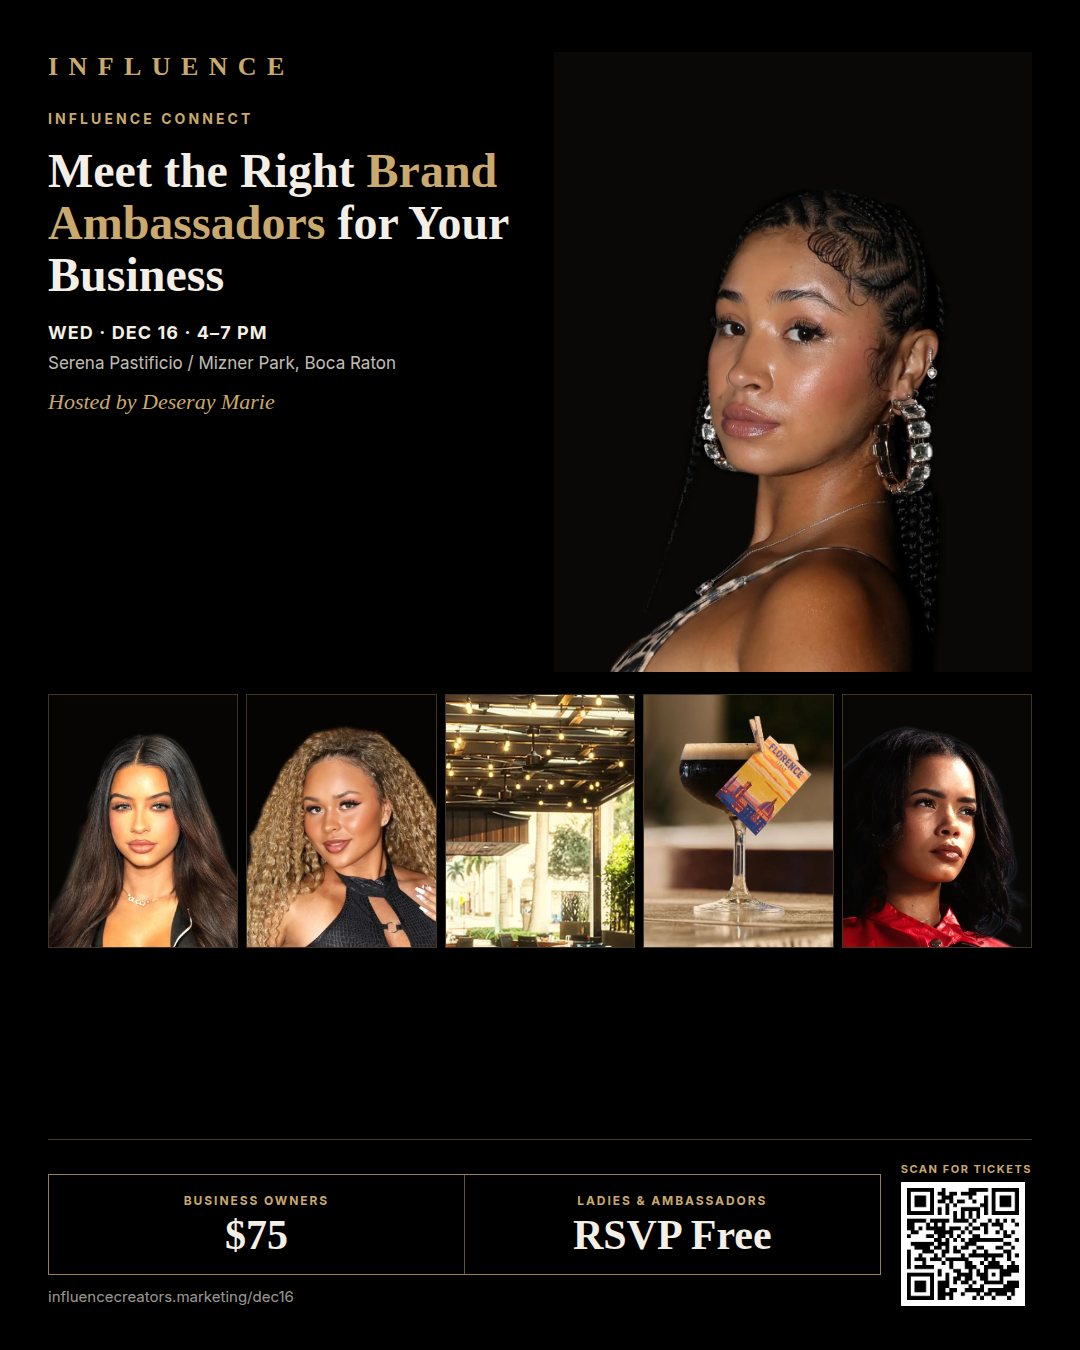 INFLUENCE
INFLUENCE CONNECT
Meet the Right Brand
Ambassadors for Your
Business
WED · DEC 16 · 4–7 PM
Serena Pastificio / Mizner Park, Boca Raton
Hosted by Deseray Marie
FLORENCE
SCAN FOR TICKETS
BUSINESS OWNERS
$75
LADIES & AMBASSADORS
RSVP Free
influencecreators.marketing/dec16